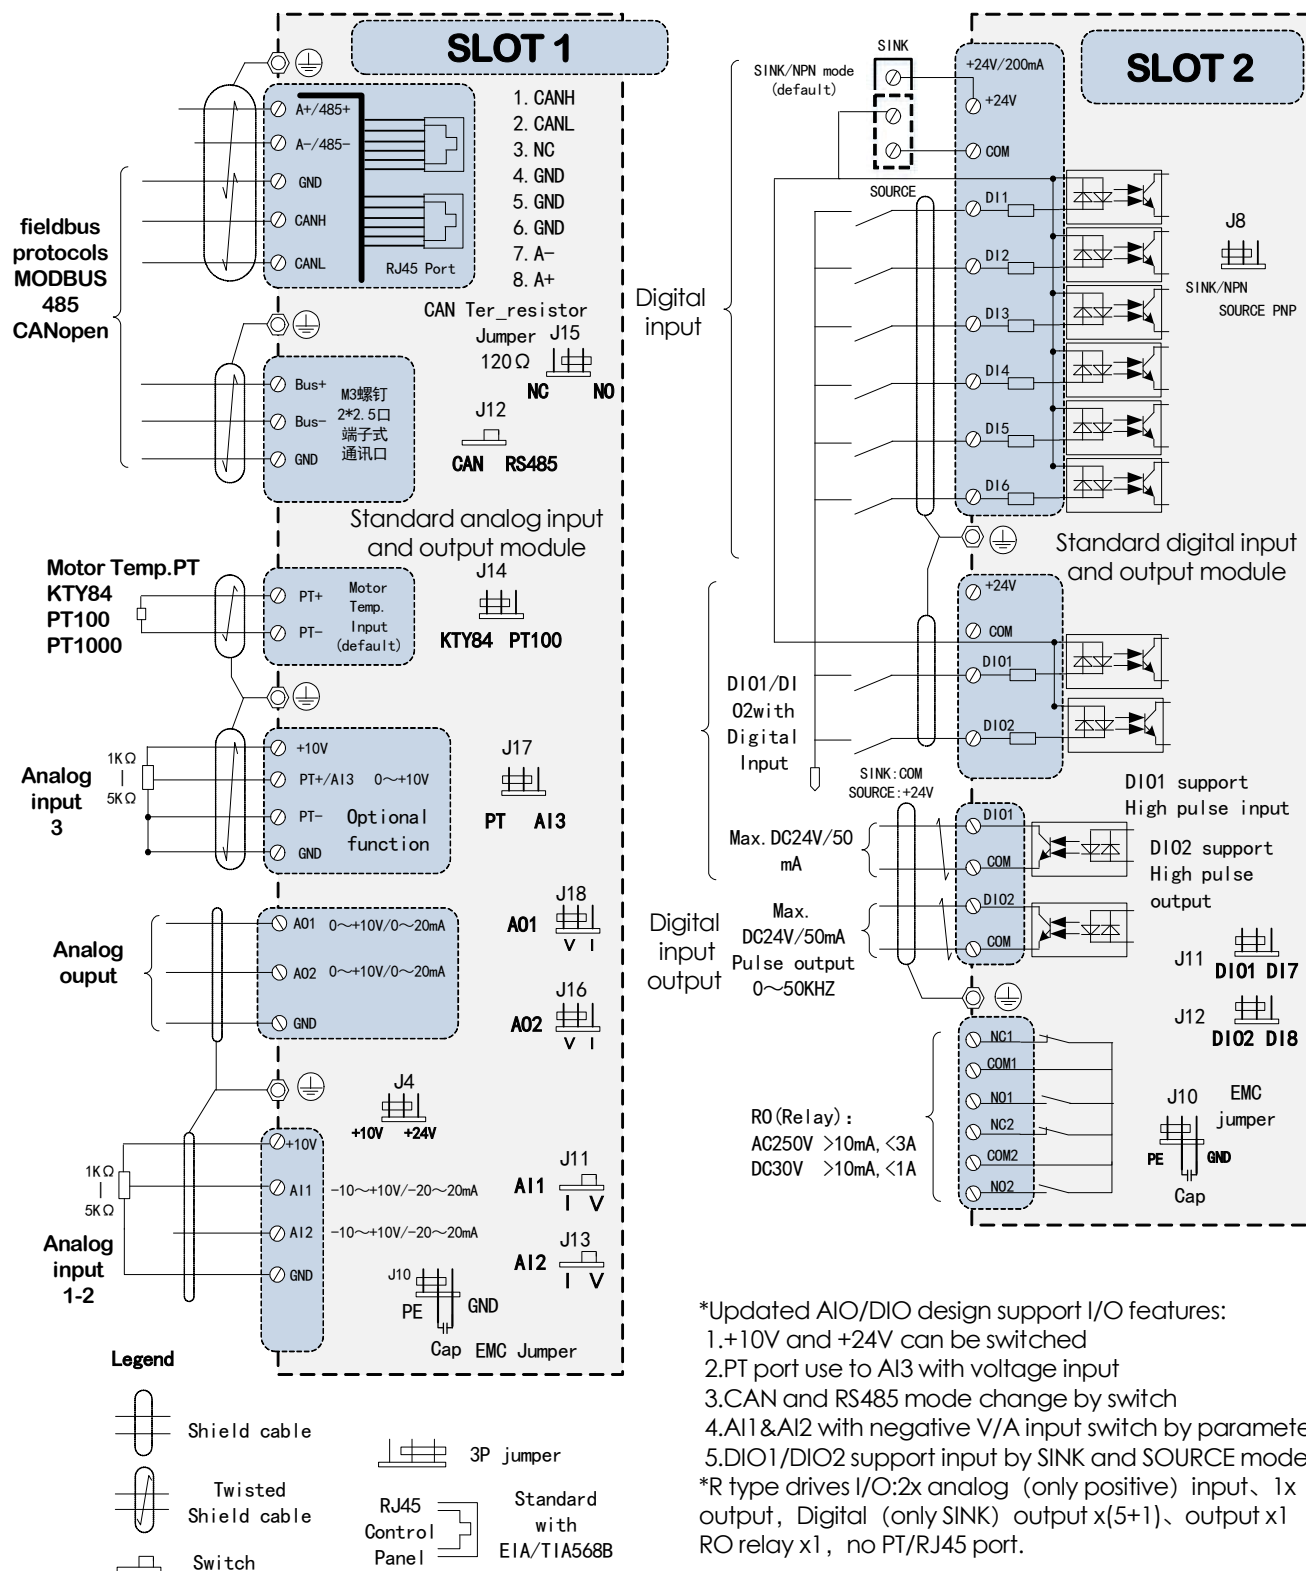 SLOT 1
A+/485+
A-/485-
GND
CANH
CANL
RJ45 Port
1. CANH
2. CANL
3. NC
4. GND
5. GND
6. GND
7. A-
8. A+
fieldbus
protocols
MODBUS
485
CANopen
CAN Ter_resistor
Jumper J15
120Ω
NC NO
Bus+
Bus-
GND
M3螺钉
2*2.5口
端子式
通讯口
J12
CAN RS485
Standard analog input
and output module
Motor Temp.PT
KTY84
PT100
PT1000
PT+
PT-
Motor
Temp.
Input
(default)
J14
KTY84 PT100
Analog
input
3
1KΩ
|
5KΩ
+10V
PT+/AI3 0～+10V
PT-
GND
Optional
function
J17
PT AI3
Analog
ouput
AO1 0～+10V/0～20mA
AO2 0～+10V/0～20mA
GND
J18
AO1
V I
J16
AO2
V I
J4
+10V +24V
1KΩ
|
5KΩ
Analog
input
1-2
+10V
AI1 -10～+10V/-20～20mA
AI2 -10～+10V/-20～20mA
GND
J11
AI1
I V
J13
AI2
I V
J10
PE GND
Cap EMC Jumper
Legend
Shield cable
Twisted
Shield cable
Switch
3P jumper
RJ45
Control
Panel
Standard
with
EIA/TIA568B
SLOT 2
SINK
SINK/NPN mode
(default)
SOURCE
+24V/200mA
+24V
COM
DI1
DI2
DI3
DI4
DI5
DI6
J8
SINK/NPN
SOURCE PNP
Digital
input
Standard digital input
and output module
+24V
COM
DIO1
DIO2
DIO1/DI
O2with
Digital
Input
SINK:COM
SOURCE:+24V
DIO1 support
High pulse input
DIO2 support
High pulse
output
Max. DC24V/50
mA
DIO1
COM
DIO2
COM
Digital
input
output
Max.
DC24V/50mA
Pulse output
0～50KHZ
J11
DIO1 DI7
J12
DIO2 DI8
RO(Relay):
AC250V >10mA,<3A
DC30V >10mA,<1A
NC1
COM1
NO1
NC2
COM2
NO2
J10 EMC
jumper
PE GND
Cap
*Updated AIO/DIO design support I/O features:
1.+10V and +24V can be switched
2.PT port use to AI3 with voltage input
3.CAN and RS485 mode change by switch
4.AI1&AI2 with negative V/A input switch by paramete
5.DIO1/DIO2 support input by SINK and SOURCE mode
*R type drives I/O:2x analog（only positive）input、1x
output，Digital（only SINK）output x(5+1)、output x1
RO relay x1，no PT/RJ45 port.